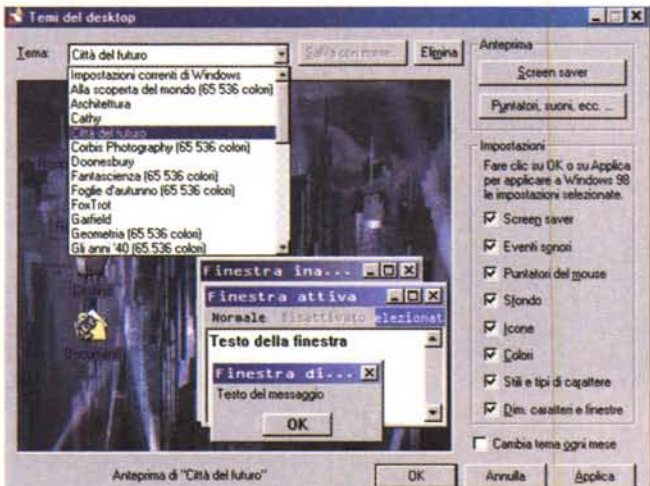 Temi del desktop
Tema:
Città del futuro
Salva con nome...
Elimina
Impostazioni correnti di Windows
Alla scoperta del mondo (65 536 colori)
Architettura
Cathy
Città del futuro
Corbis Photography (65 536 colori)
Doonesbury
Fantascienza (65 536 colori)
Foglie d'autunno (65 536 colori)
FoxTrot
Garfield
Geometria (65 536 colori)
Gli anni '40 (65 536 colori)
Cestino
Documenti
Finestra ina...
Finestra attiva
Normale Disattivato elezionat
Testo della finestra
Finestra di...
Testo del messaggio
OK
Anteprima di "Città del futuro"
Anteprima
Screen saver
Puntatori, suoni, ecc. ...
Impostazioni
Fare clic su OK o su Applica
per applicare a Windows 98
le impostazioni selezionate.
Screen saver
Eventi sonori
Puntatori del mouse
Sfondo
Icone
Colori
Stili e tipi di carattere
Dim. caratteri e finestre
Cambia tema ogni mese
OK
Annulla
Applica